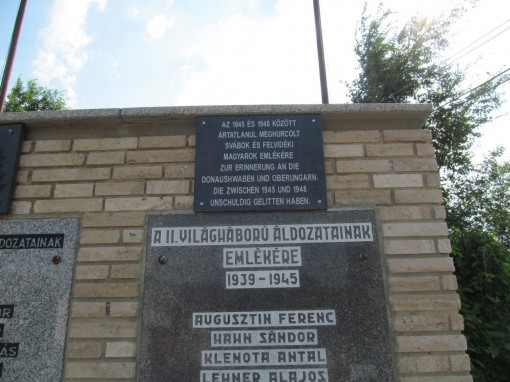 AZ 1945 ÉS 1948 KÖZÖTT
ÁRTATLANUL MEGHURCOLT
SVÁBOK ÉS FELVIDÉKI
MAGYAROK EMLÉKÉRE
ZUR ERINNERUNG AN DIE
DONAUSHWABEN UND OBERUNGARN.
DIE ZWISCHEN 1945 UND 1948
UNSCHULDIG GELITTEN HABEN.
A II. VILÁGHÁBORÚ ÁLDOZATAINAK
EMLÉKÉRE
1939-1945
AUGUSZTIN FERENC
HAHN SÁNDOR
KLENOTA ANTAL
LEHNER ALAJOS
LDOZATAINAK